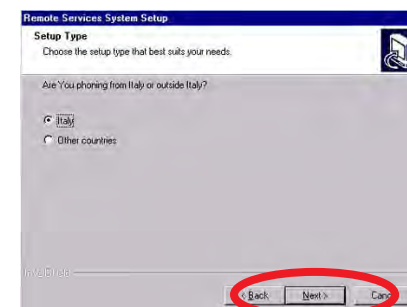 Remote Services System Setup
Setup Type
Choose the setup type that best suits your needs.
Are You phoning from Italy or outside Italy?
Italy
Other countries
< Back Next > Canc